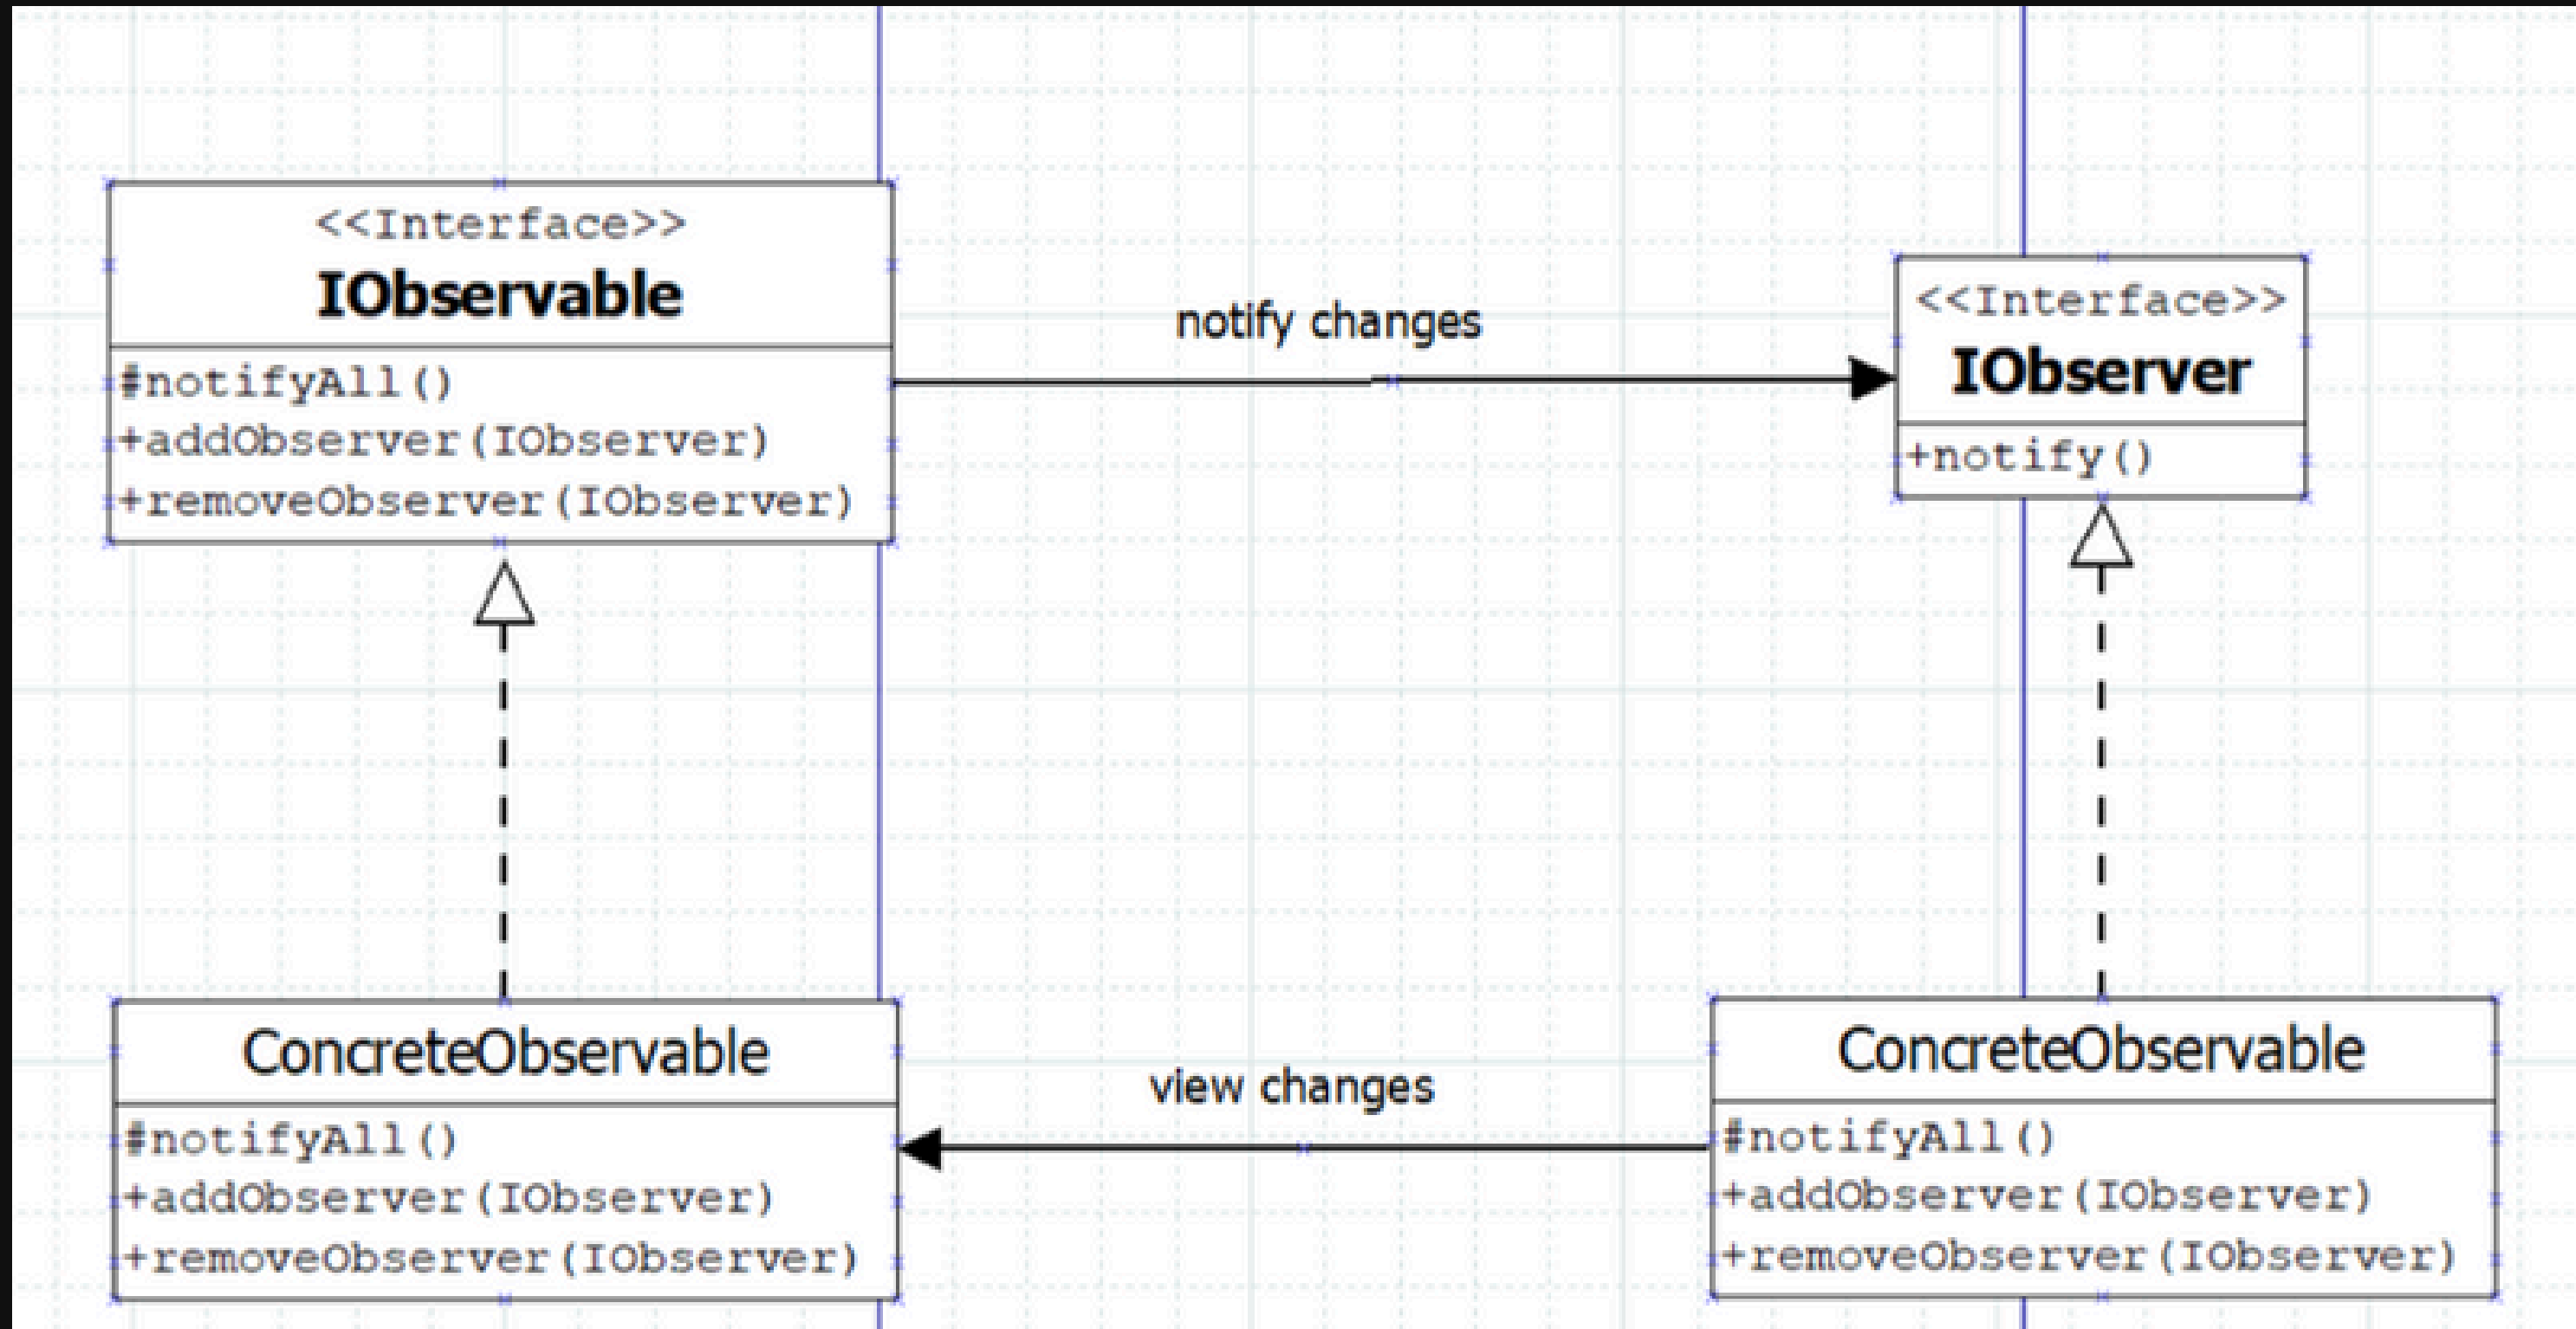 <<Interface>>
IObservable
#notifyAll()
+addObserver(IObserver)
+removeObserver(IObserver)
notify changes
<<Interface>>
IObserver
+notify()
ConcreteObservable
#notifyAll()
+addObserver(IObserver)
+removeObserver(IObserver)
view changes
ConcreteObservable
#notifyAll()
+addObserver(IObserver)
+removeObserver(IObserver)